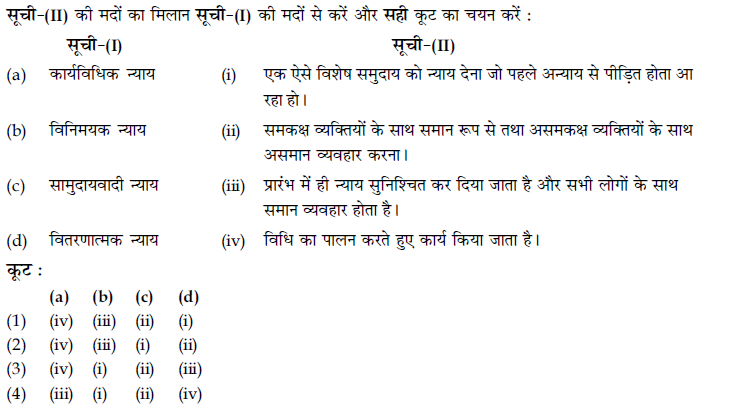 सूची-(II) की मदों का मिलान सूची-(I) की मदों से करें और सही कूट का चयन करें :
सूची-(I) सूची-(II)
(a) कार्यविधिक न्याय (i) एक ऐसे विशेष समुदाय को न्याय देना जो पहले अन्याय से पीड़ित होता आ
रहा हो।
(b) विनिमयक न्याय (ii) समकक्ष व्यक्तियों के साथ समान रूप से तथा असमकक्ष व्यक्तियों के साथ
असमान व्यवहार करना।
(c) सामुदायवादी न्याय (iii) प्रारंभ में ही न्याय सुनिश्चित कर दिया जाता है और सभी लोगों के साथ
समान व्यवहार होता है।
(d) वितरणात्मक न्याय (iv) विधि का पालन करते हुए कार्य किया जाता है।
कूट :
(a) (b) (c) (d)
(1) (iv) (iii) (ii) (i)
(2) (iv) (iii) (i) (ii)
(3) (iv) (i) (ii) (iii)
(4) (iii) (i) (ii) (iv)